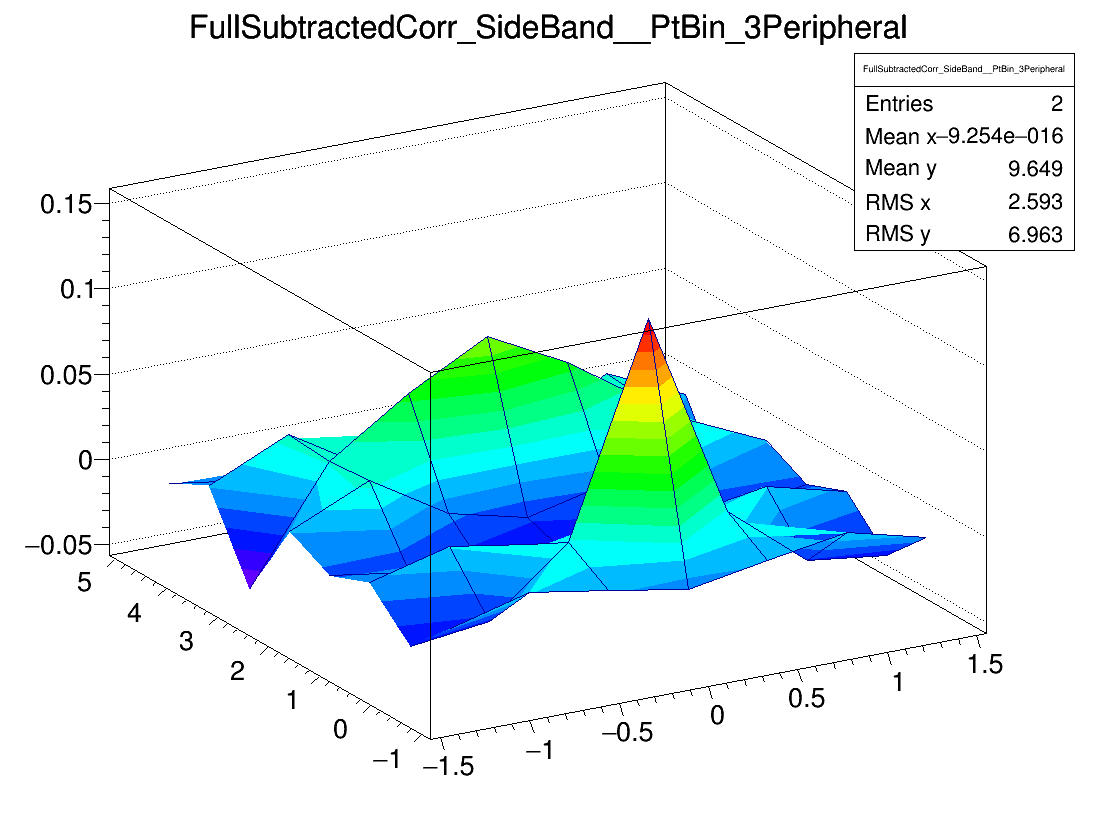 FullSubtractedCorr_SideBand__PtBin_3Peripheral
FullSubtractedCorr_SideBand__PtBin_3Peripheral
Entries 2
Mean x −9.254e−016
Mean y 9.649
RMS x 2.593
RMS y 6.963
0.15
0.1
0.05
0
−0.05
5
4
3
2
1
0
−1
−1.5
−1
−0.5
0
0.5
1
1.5